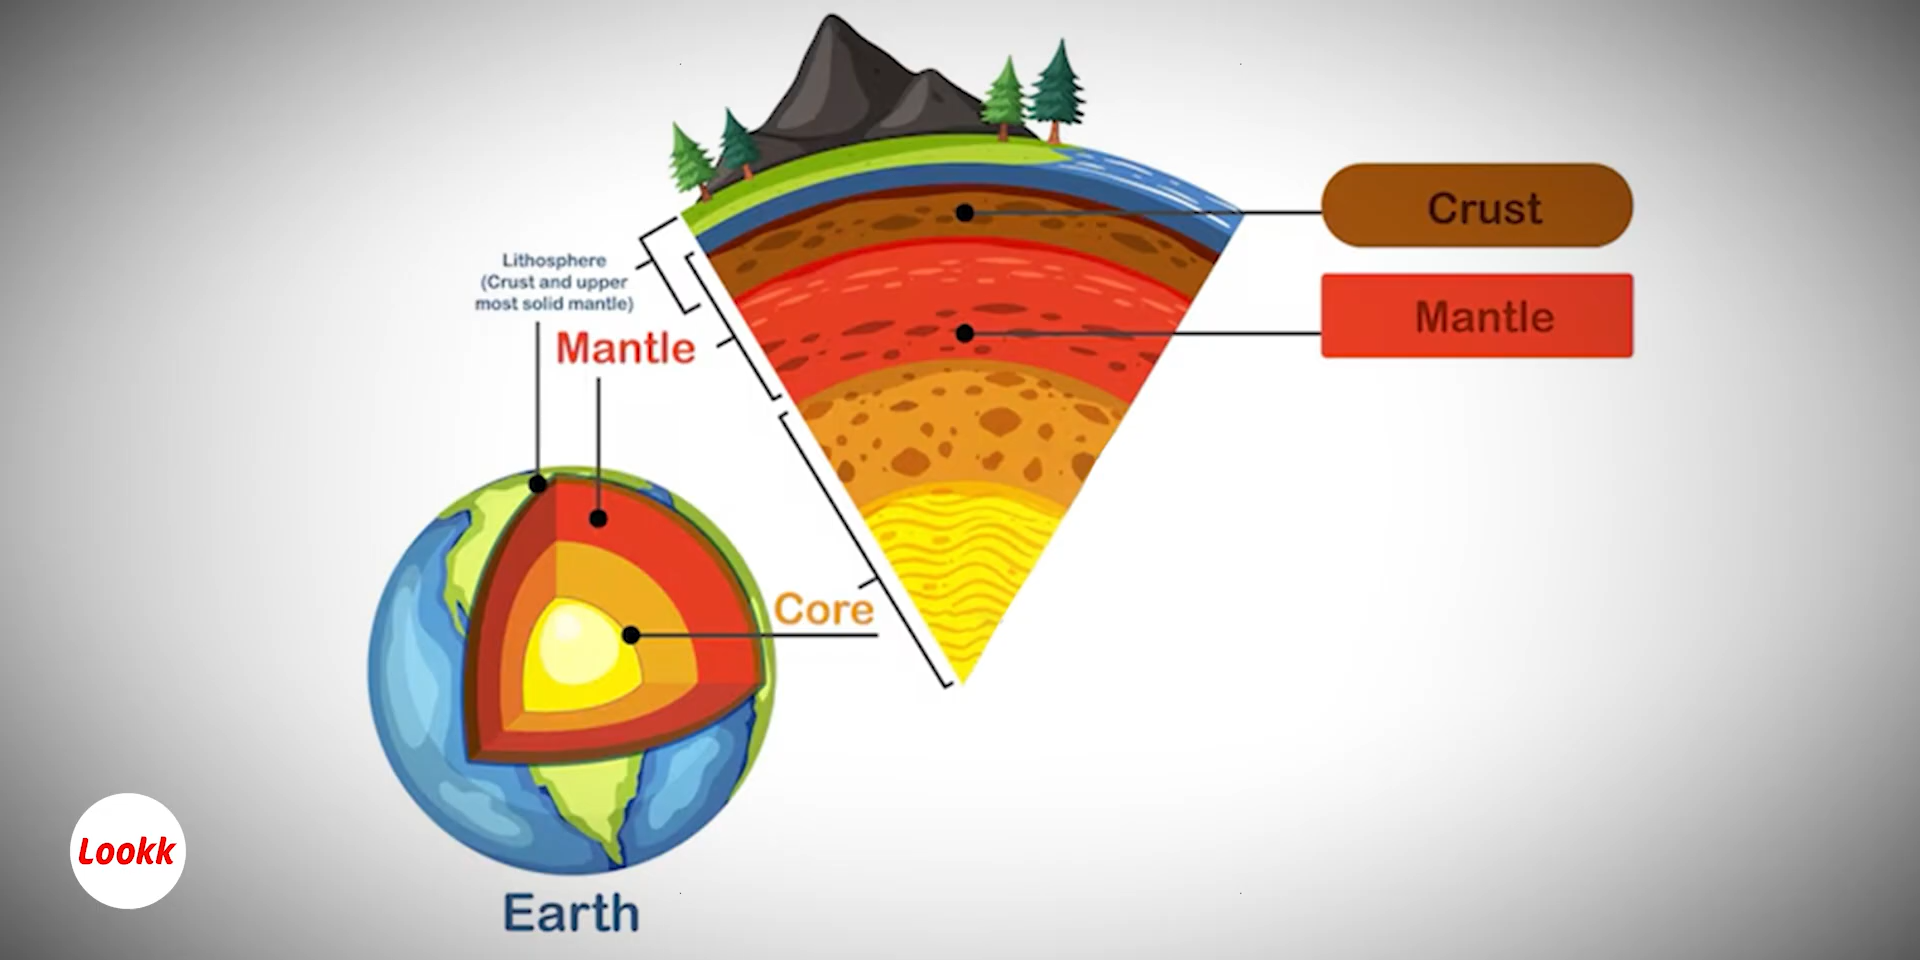 Crust
Lithosphere
(Crust and upper
most solid mantle)
Mantle
Mantle
Core
Lookk
Earth